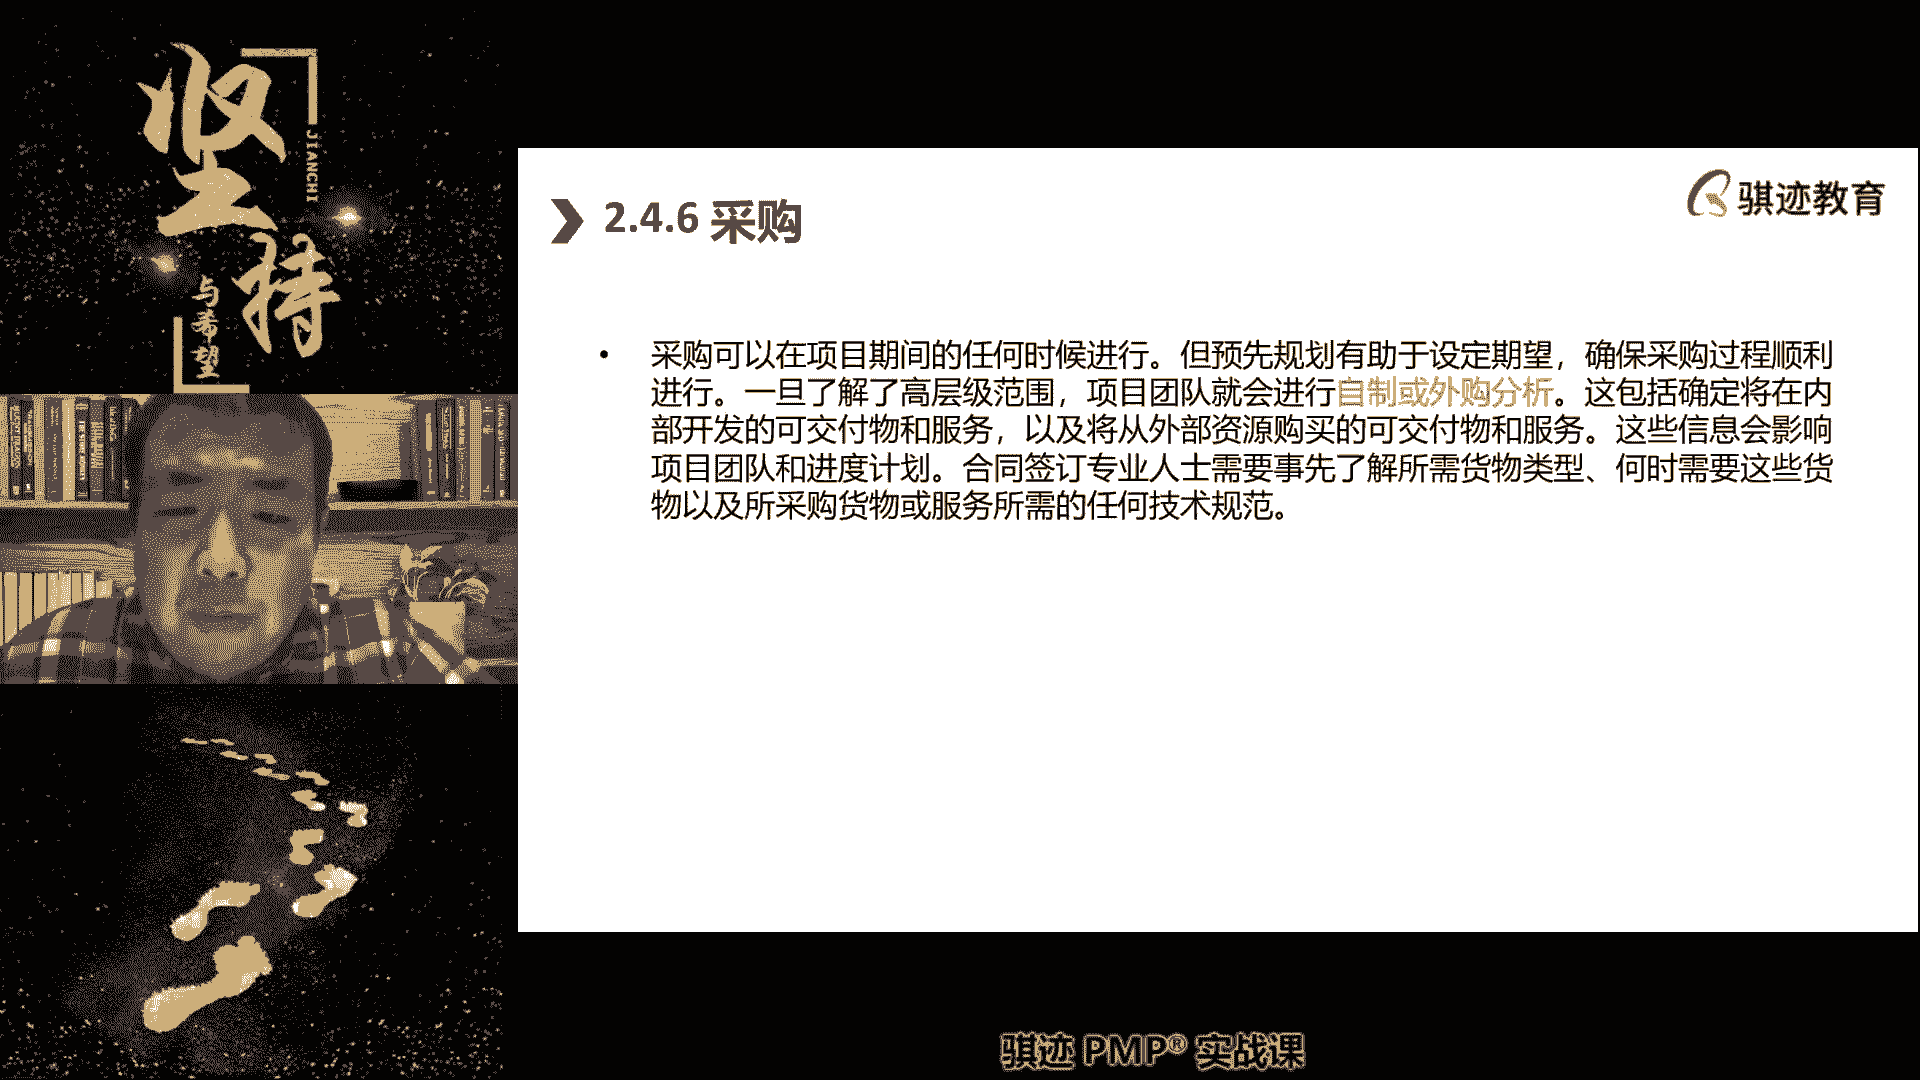 坚持
JIANCHI
与希望
骐迹教育
2.4.6 采购
• 采购可以在项目期间的任何时候进行。但预先规划有助于设定期望，确保采购过程顺利
进行。一旦了解了高层级范围，项目团队就会进行自制或外购分析。这包括确定将在内
部开发的可交付物和服务，以及将从外部资源购买的可交付物和服务。这些信息会影响
项目团队和进度计划。合同签订专业人士需要事先了解所需货物类型、何时需要这些货
物以及所采购货物或服务所需的任何技术规范。
骐迹 PMP® 实战课